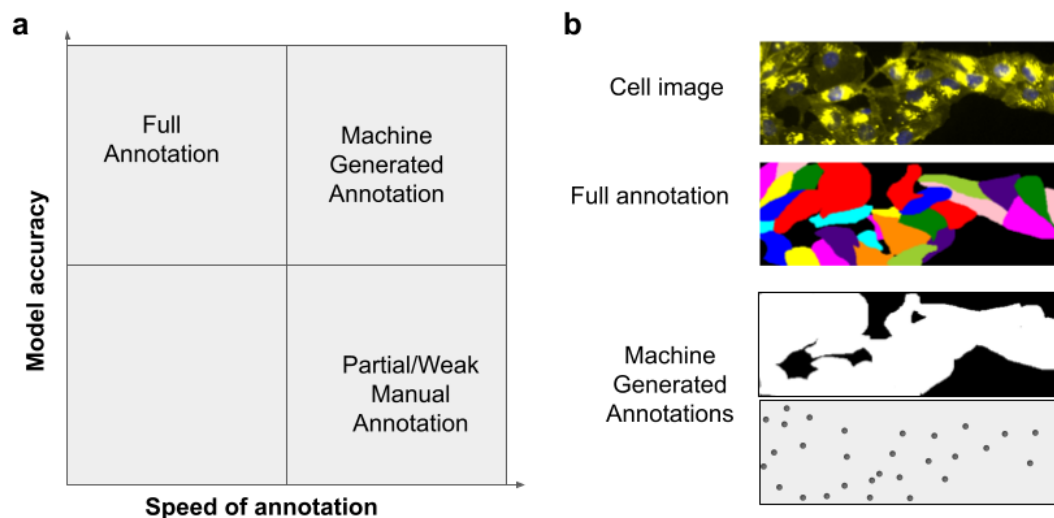 a
Full
Annotation
Machine
Generated
Annotation
Partial/Weak
Manual
Annotation
Model accuracy
Speed of annotation
b
Cell image
Full annotation
Machine
Generated
Annotations